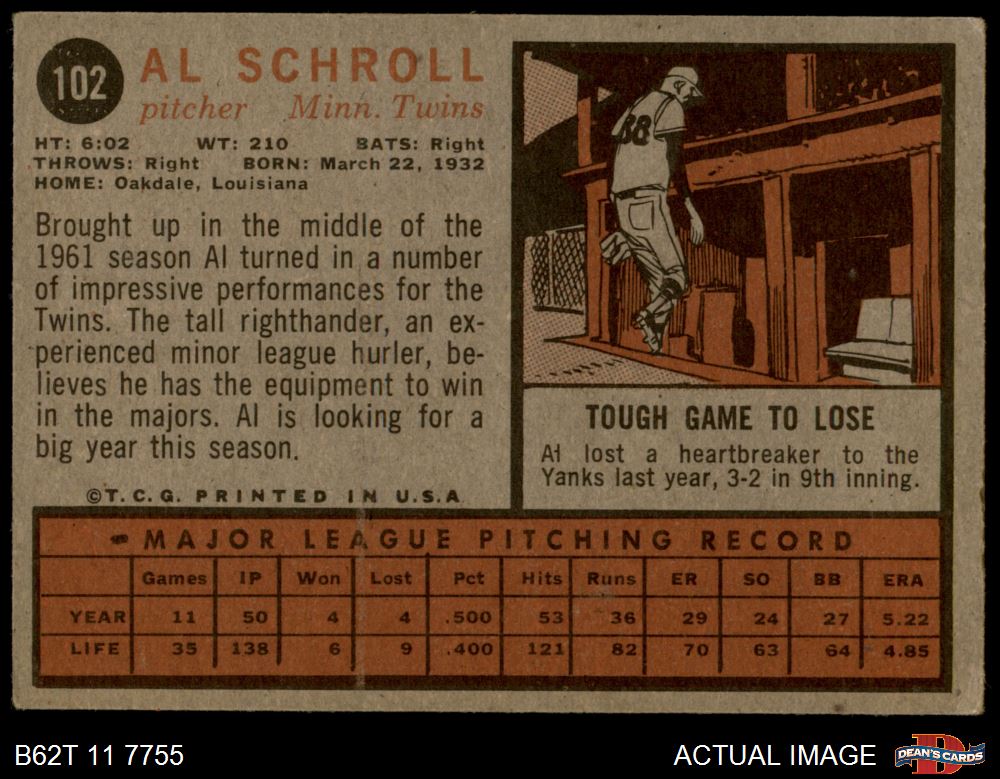 102
AL SCHROLL
pitcher Minn. Twins
HT: 6:02 WT: 210 BATS: Right
THROWS: Right BORN: March 22, 1932
HOME: Oakdale, Louisiana
Brought up in the middle of the
1961 season Al turned in a number
of impressive performances for the
Twins. The tall righthander, an ex-
perienced minor league hurler, be-
lieves he has the equipment to win
in the majors. Al is looking for a
big year this season.
©T.C.G. PRINTED IN U.S.A.
38
TOUGH GAME TO LOSE
Al lost a heartbreaker to the
Yanks last year, 3-2 in 9th inning.
MAJOR LEAGUE PITCHING RECORD
Games IP Won Lost Pct Hits Runs ER SO BB ERA
YEAR 11 50 4 4 .500 53 36 29 24 27 5.22
LIFE 35 138 6 9 .400 121 82 70 63 64 4.85
B62T 11 7755
ACTUAL IMAGE
DEAN'S CARDS